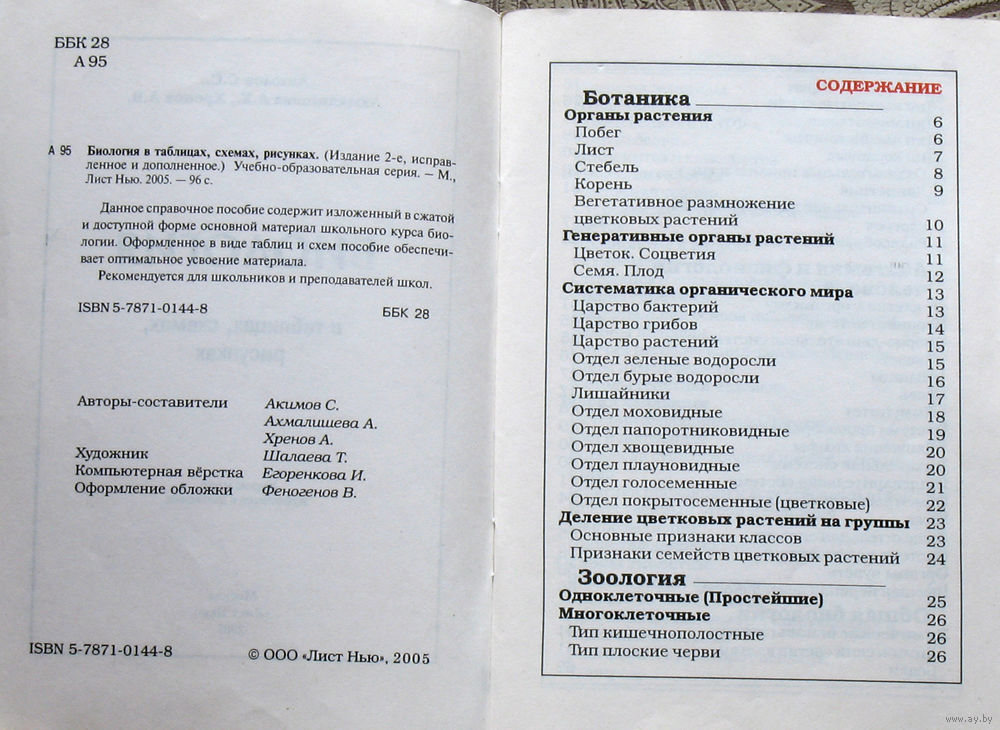 ББК 28
А 95
А 95 Биология в таблицах, схемах, рисунках. (Издание 2-е, исправ-
ленное и дополненное.) Учебно-образовательная серия. – М.,
Лист Нью. 2005. — 96 с.
Данное справочное пособие содержит изложенный в сжатой
и доступной форме основной материал школьного курса био-
логии. Оформленное в виде таблиц и схем пособие обеспечи-
вает оптимальное усвоение материала.
Рекомендуется для школьников и преподавателей школ.
ISBN 5-7871-0144-8 ББК 28
Авторы-составители Акимов С.
Ахмалишева А.
Хренов А.
Художник Шалаева Т.
Компьютерная вёрстка Егоренкова И.
Оформление обложки Феногенов В.
ISBN 5-7871-0144-8 © ООО «Лист Нью», 2005
СОДЕРЖАНИЕ
Ботаника
Органы растения 6
Побег 6
Лист 7
Стебель 8
Корень 9
Вегетативное размножение
цветковых растений 10
Генеративные органы растений 11
Цветок. Соцветия 11
Семя. Плод 12
Систематика органического мира 13
Царство бактерий 13
Царство грибов 14
Царство растений 15
Отдел зеленые водоросли 15
Отдел бурые водоросли 16
Лишайники 17
Отдел моховидные 18
Отдел папоротниковидные 19
Отдел хвощевидные 20
Отдел плауновидные 20
Отдел голосеменные 21
Отдел покрытосеменные (цветковые) 22
Деление цветковых растений на группы 23
Основные признаки классов 23
Признаки семейств цветковых растений 24
Зоология
Одноклеточные (Простейшие) 25
Многоклеточные 26
Тип кишечнополостные 26
Тип плоские черви 26
www.ay.by